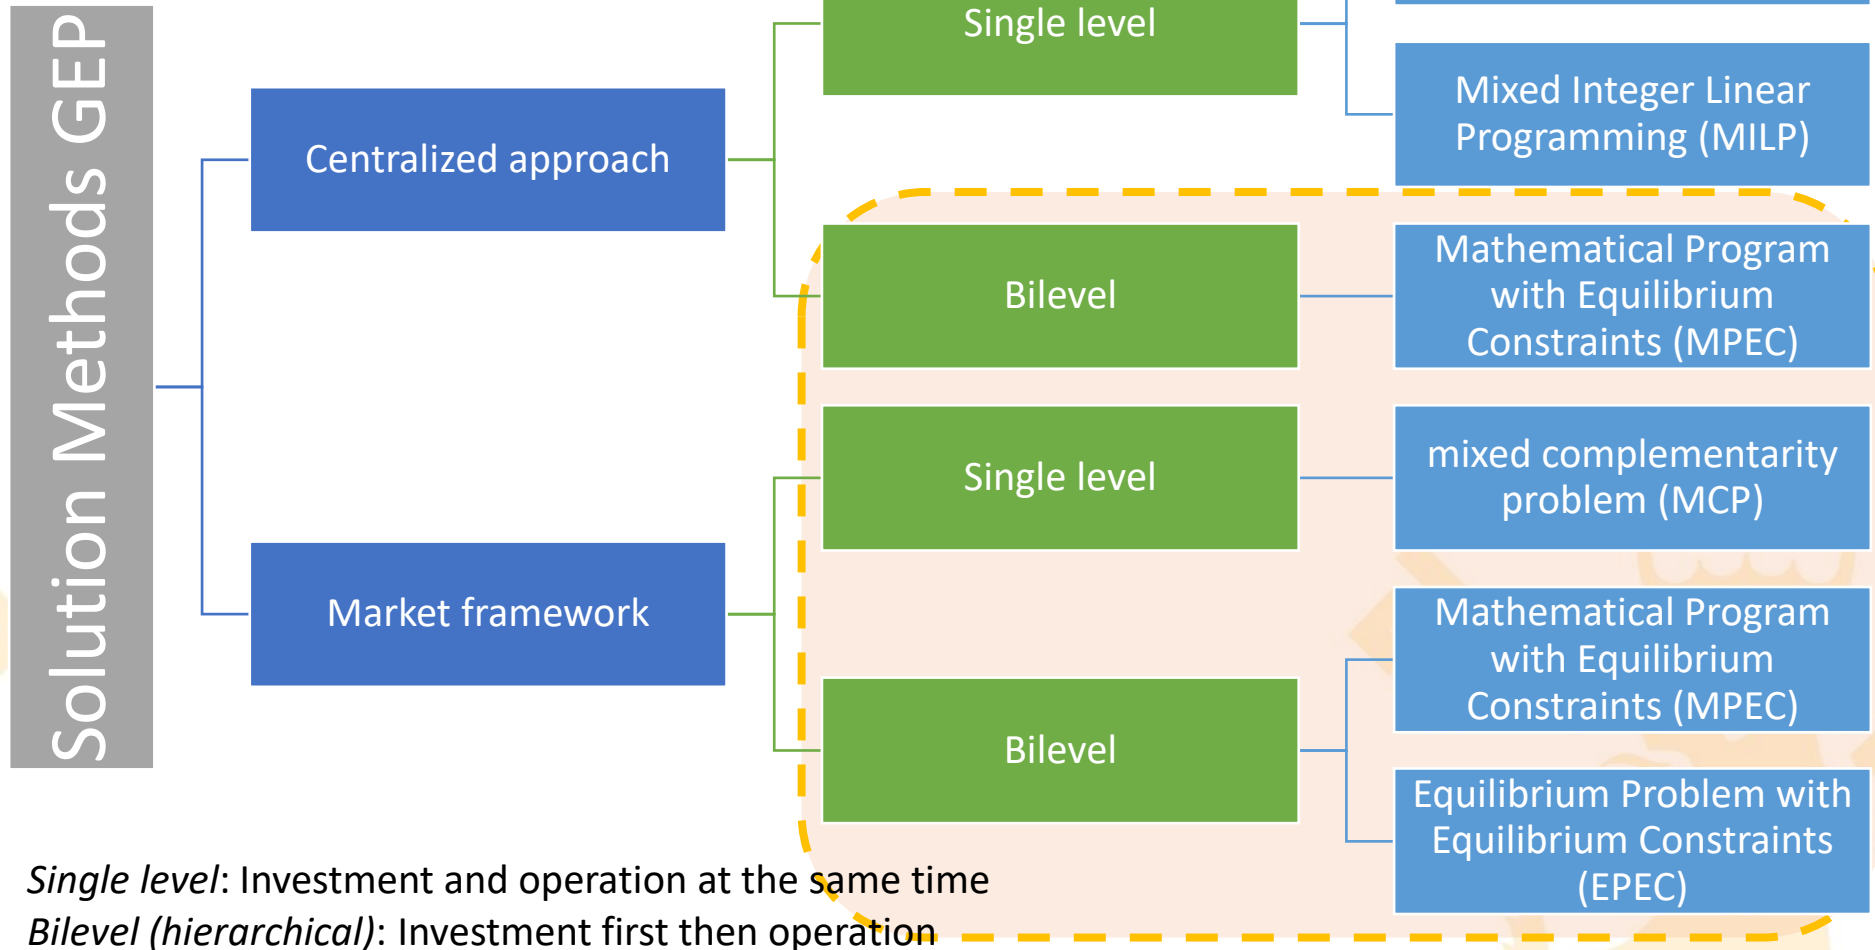 Solution Methods GEP
Centralized approach
Single level
Mixed Integer Linear
Programming (MILP)
Bilevel
Mathematical Program
with Equilibrium
Constraints (MPEC)
Market framework
Single level
mixed complementarity
problem (MCP)
Bilevel
Mathematical Program
with Equilibrium
Constraints (MPEC)
Equilibrium Problem with
Equilibrium Constraints
(EPEC)
Single level: Investment and operation at the same time
Bilevel (hierarchical): Investment first then operation